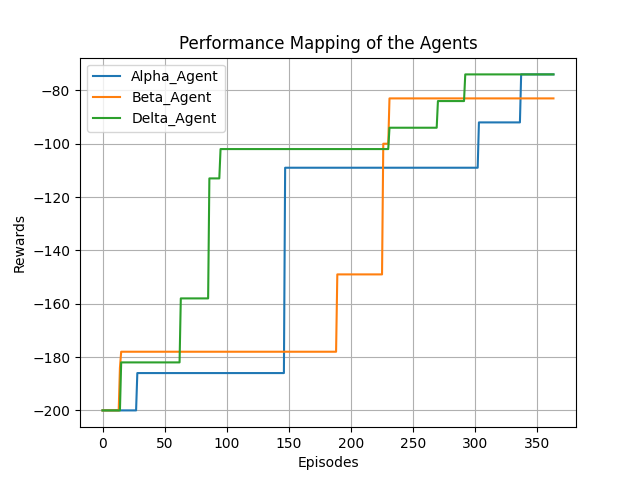 Performance Mapping of the Agents
Alpha_Agent
Beta_Agent
Delta_Agent
Rewards
−80
−100
−120
−140
−160
−180
−200
0 50 100 150 200 250 300 350
Episodes